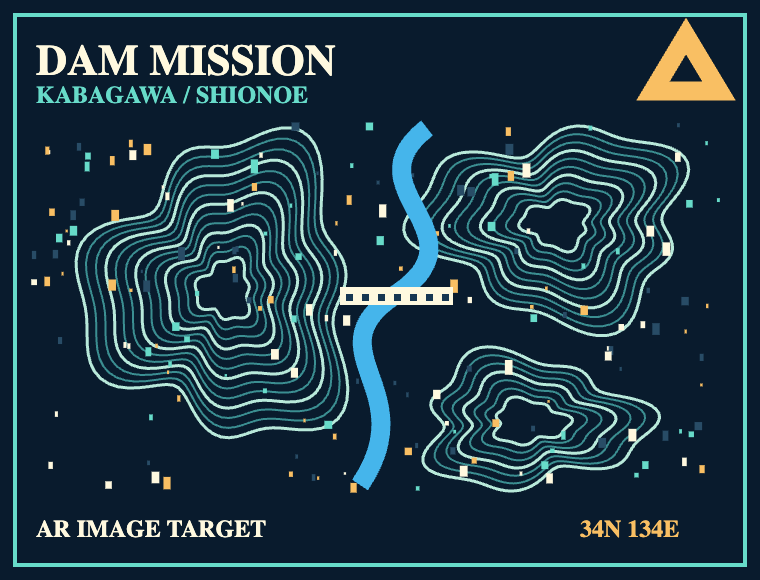 DAM MISSION
KABAGAWA / SHIONOE
AR IMAGE TARGET
34N 134E